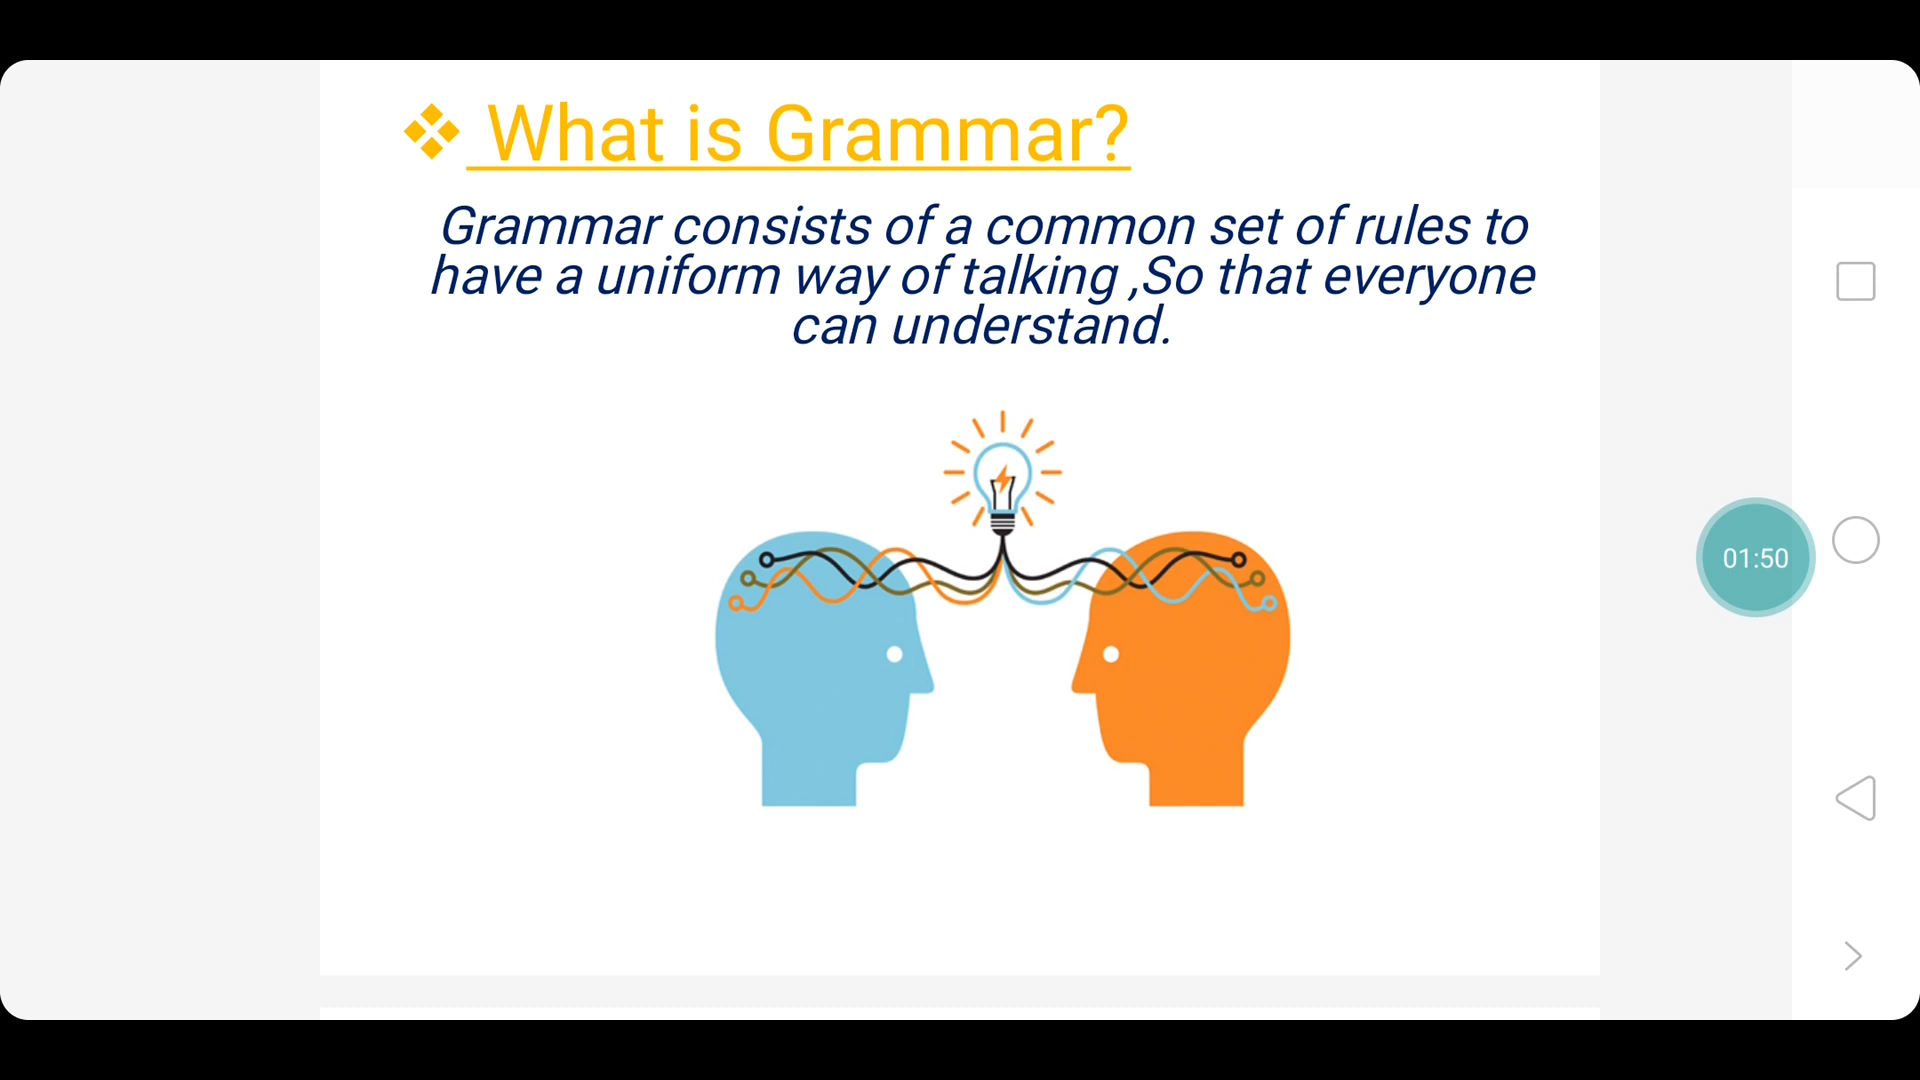 ❖ What is Grammar?
Grammar consists of a common set of rules to
have a uniform way of talking ,So that everyone
can understand.
01:50